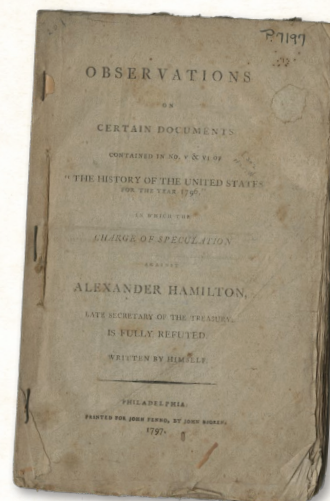 P.7197
OBSERVATIONS
ON
CERTAIN DOCUMENTS
CONTAINED IN NO. V & VI OF
"THE HISTORY OF THE UNITED STATES
FOR THE YEAR 1796,"
IN WHICH THE
CHARGE OF SPECULATION
AGAINST
ALEXANDER HAMILTON,
LATE SECRETARY OF THE TREASURY,
IS FULLY REFUTED.
WRITTEN BY HIMSELF.
PHILADELPHIA:
PRINTED FOR JOHN FENNO, BY JOHN BIOREN.
1797.